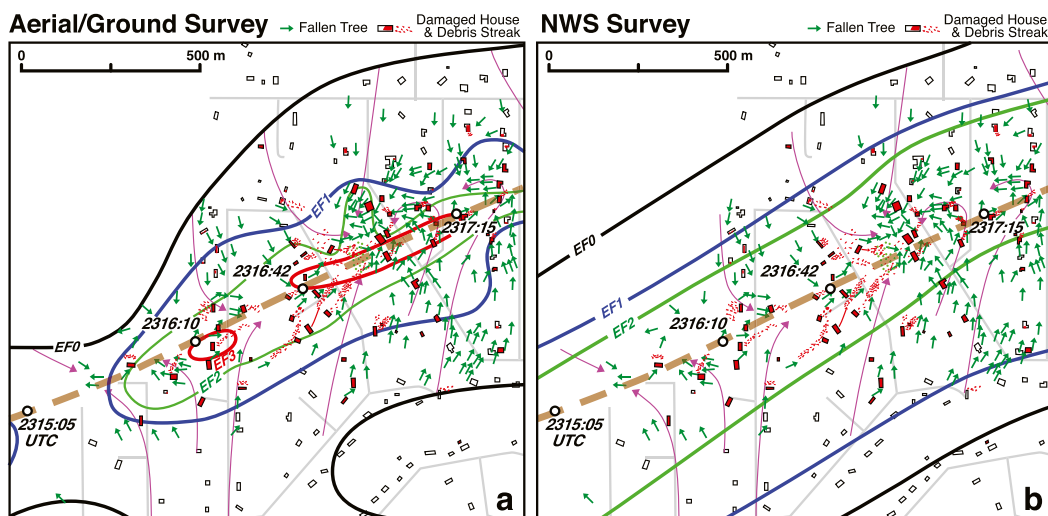 Aerial/Ground Survey
Fallen Tree
Damaged House
& Debris Streak
0
500 m
EF1
2317:15
2316:42
2316:10
EF0
EF3
EF2
2315:05
UTC
a
NWS Survey
Fallen Tree
Damaged House
& Debris Streak
0
500 m
EF0
2317:15
2316:42
EF1
EF2
2316:10
2315:05
UTC
b